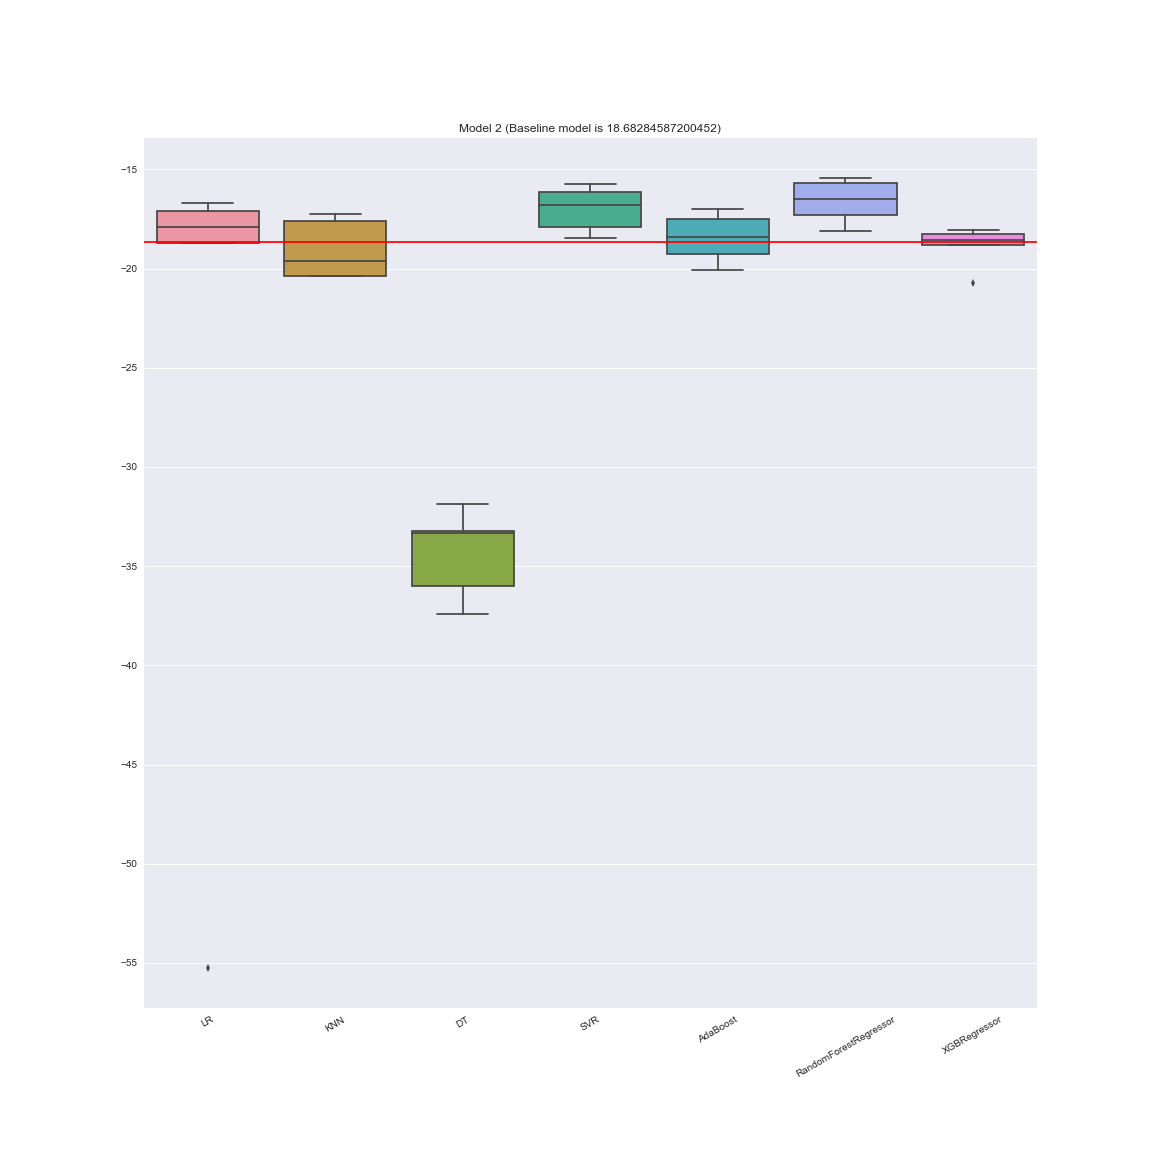 Model 2 (Baseline model is 18.68284587200452)
−15
−20
−25
−30
−35
−40
−45
−50
−55
LR
KNN
DT
SVR
AdaBoost
RandomForestRegressor
XGBRegressor